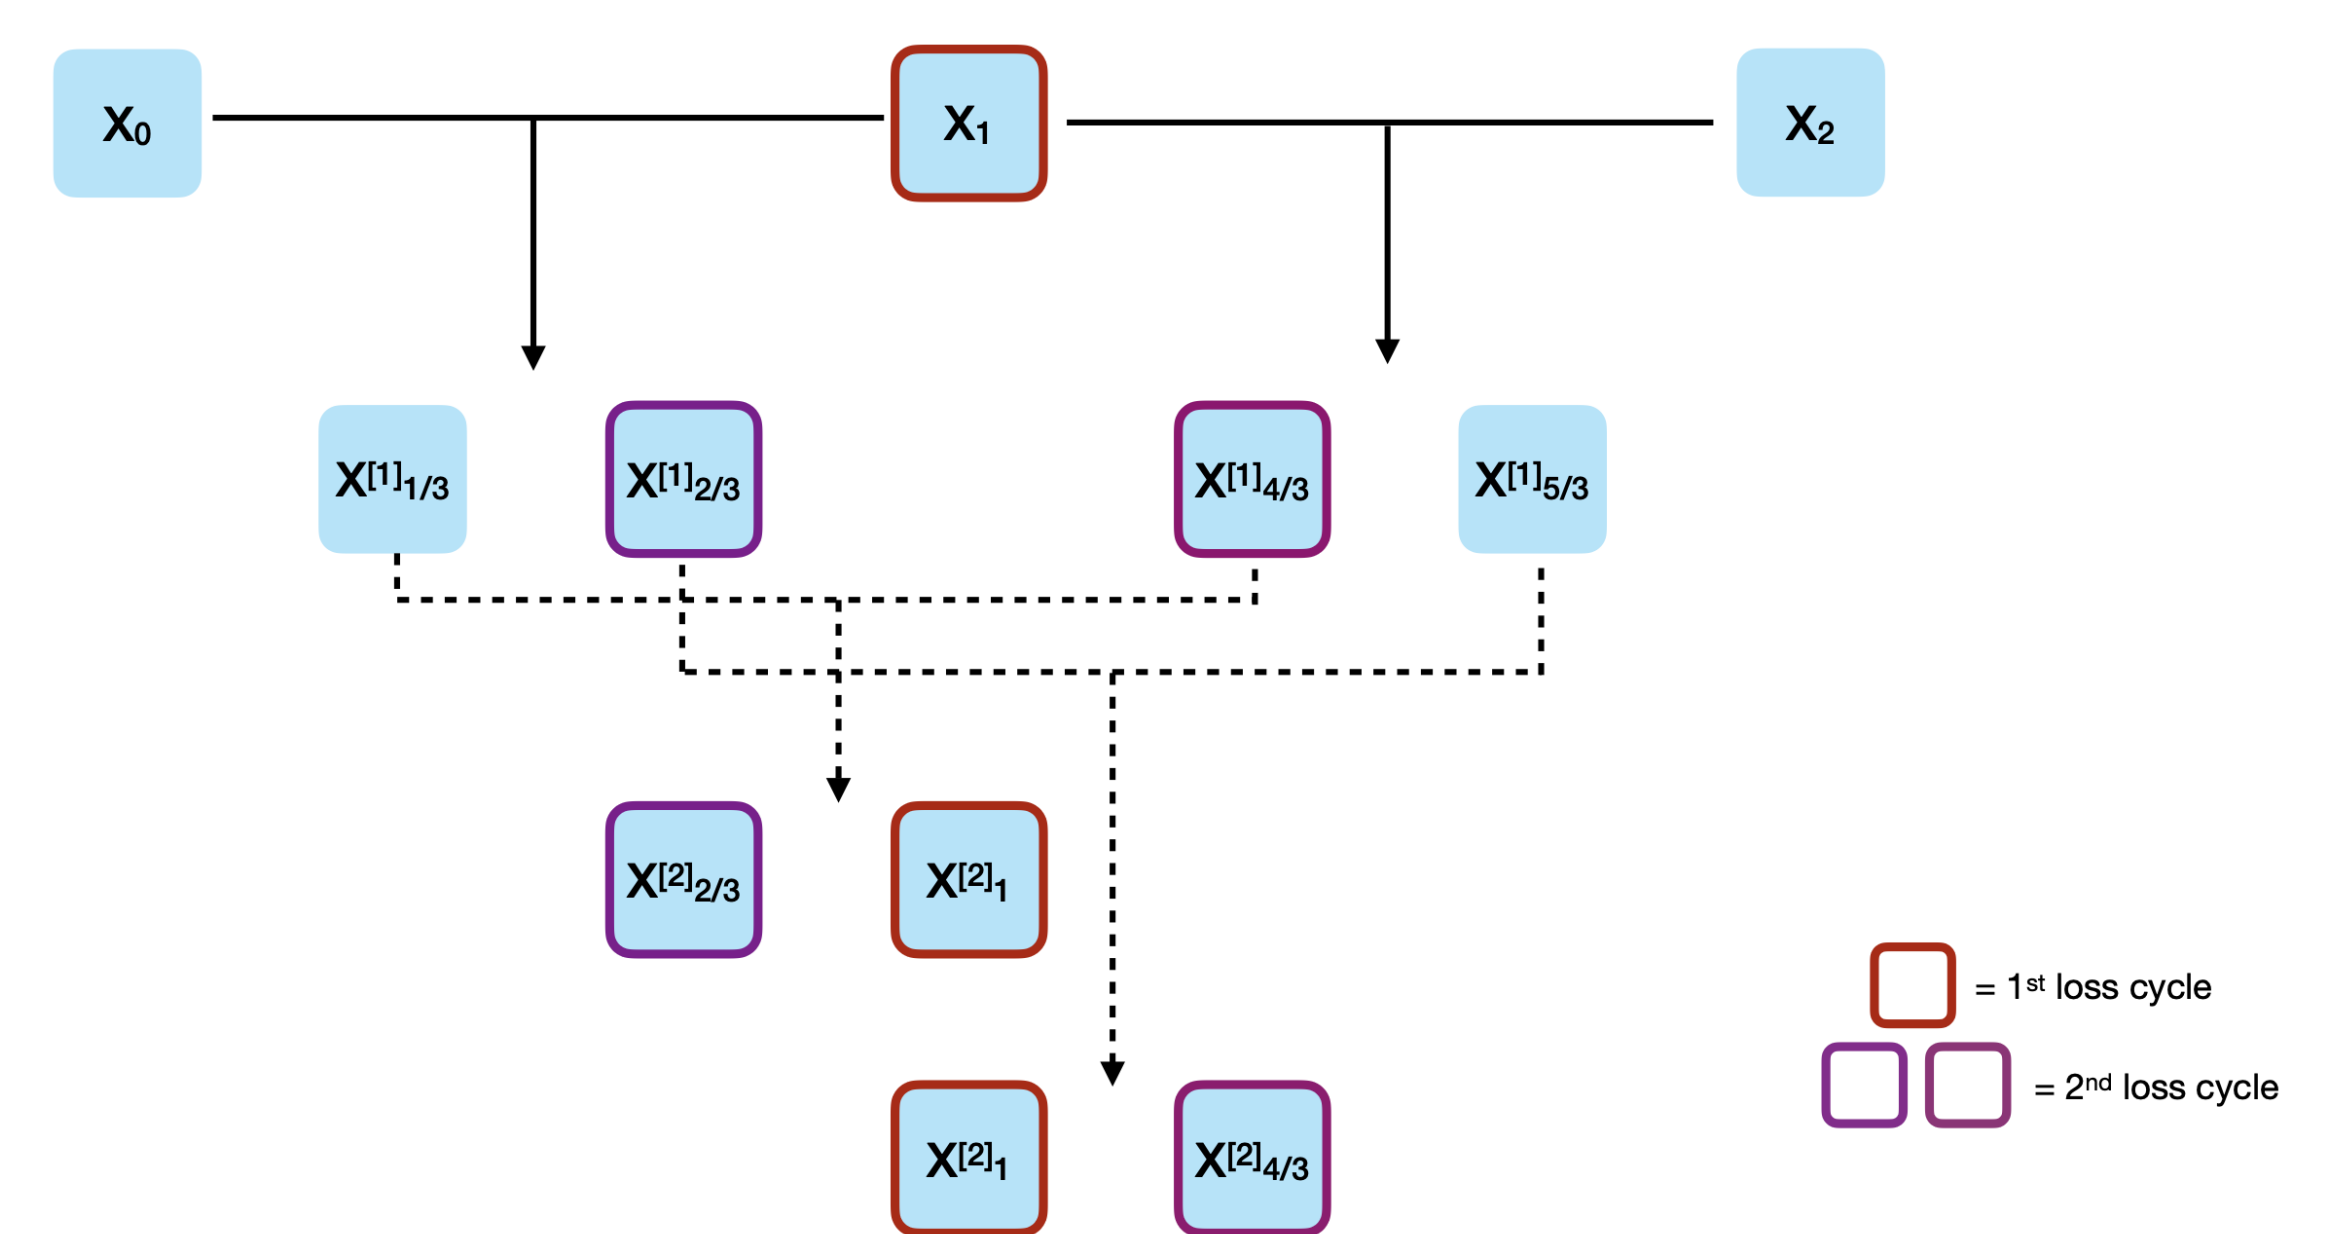 X₀
X₁
X₂
X[1]1/3
X[1]2/3
X[1]4/3
X[1]5/3
X[2]2/3
X[2]1
= 1st loss cycle
= 2nd loss cycle
X[2]1
X[2]4/3